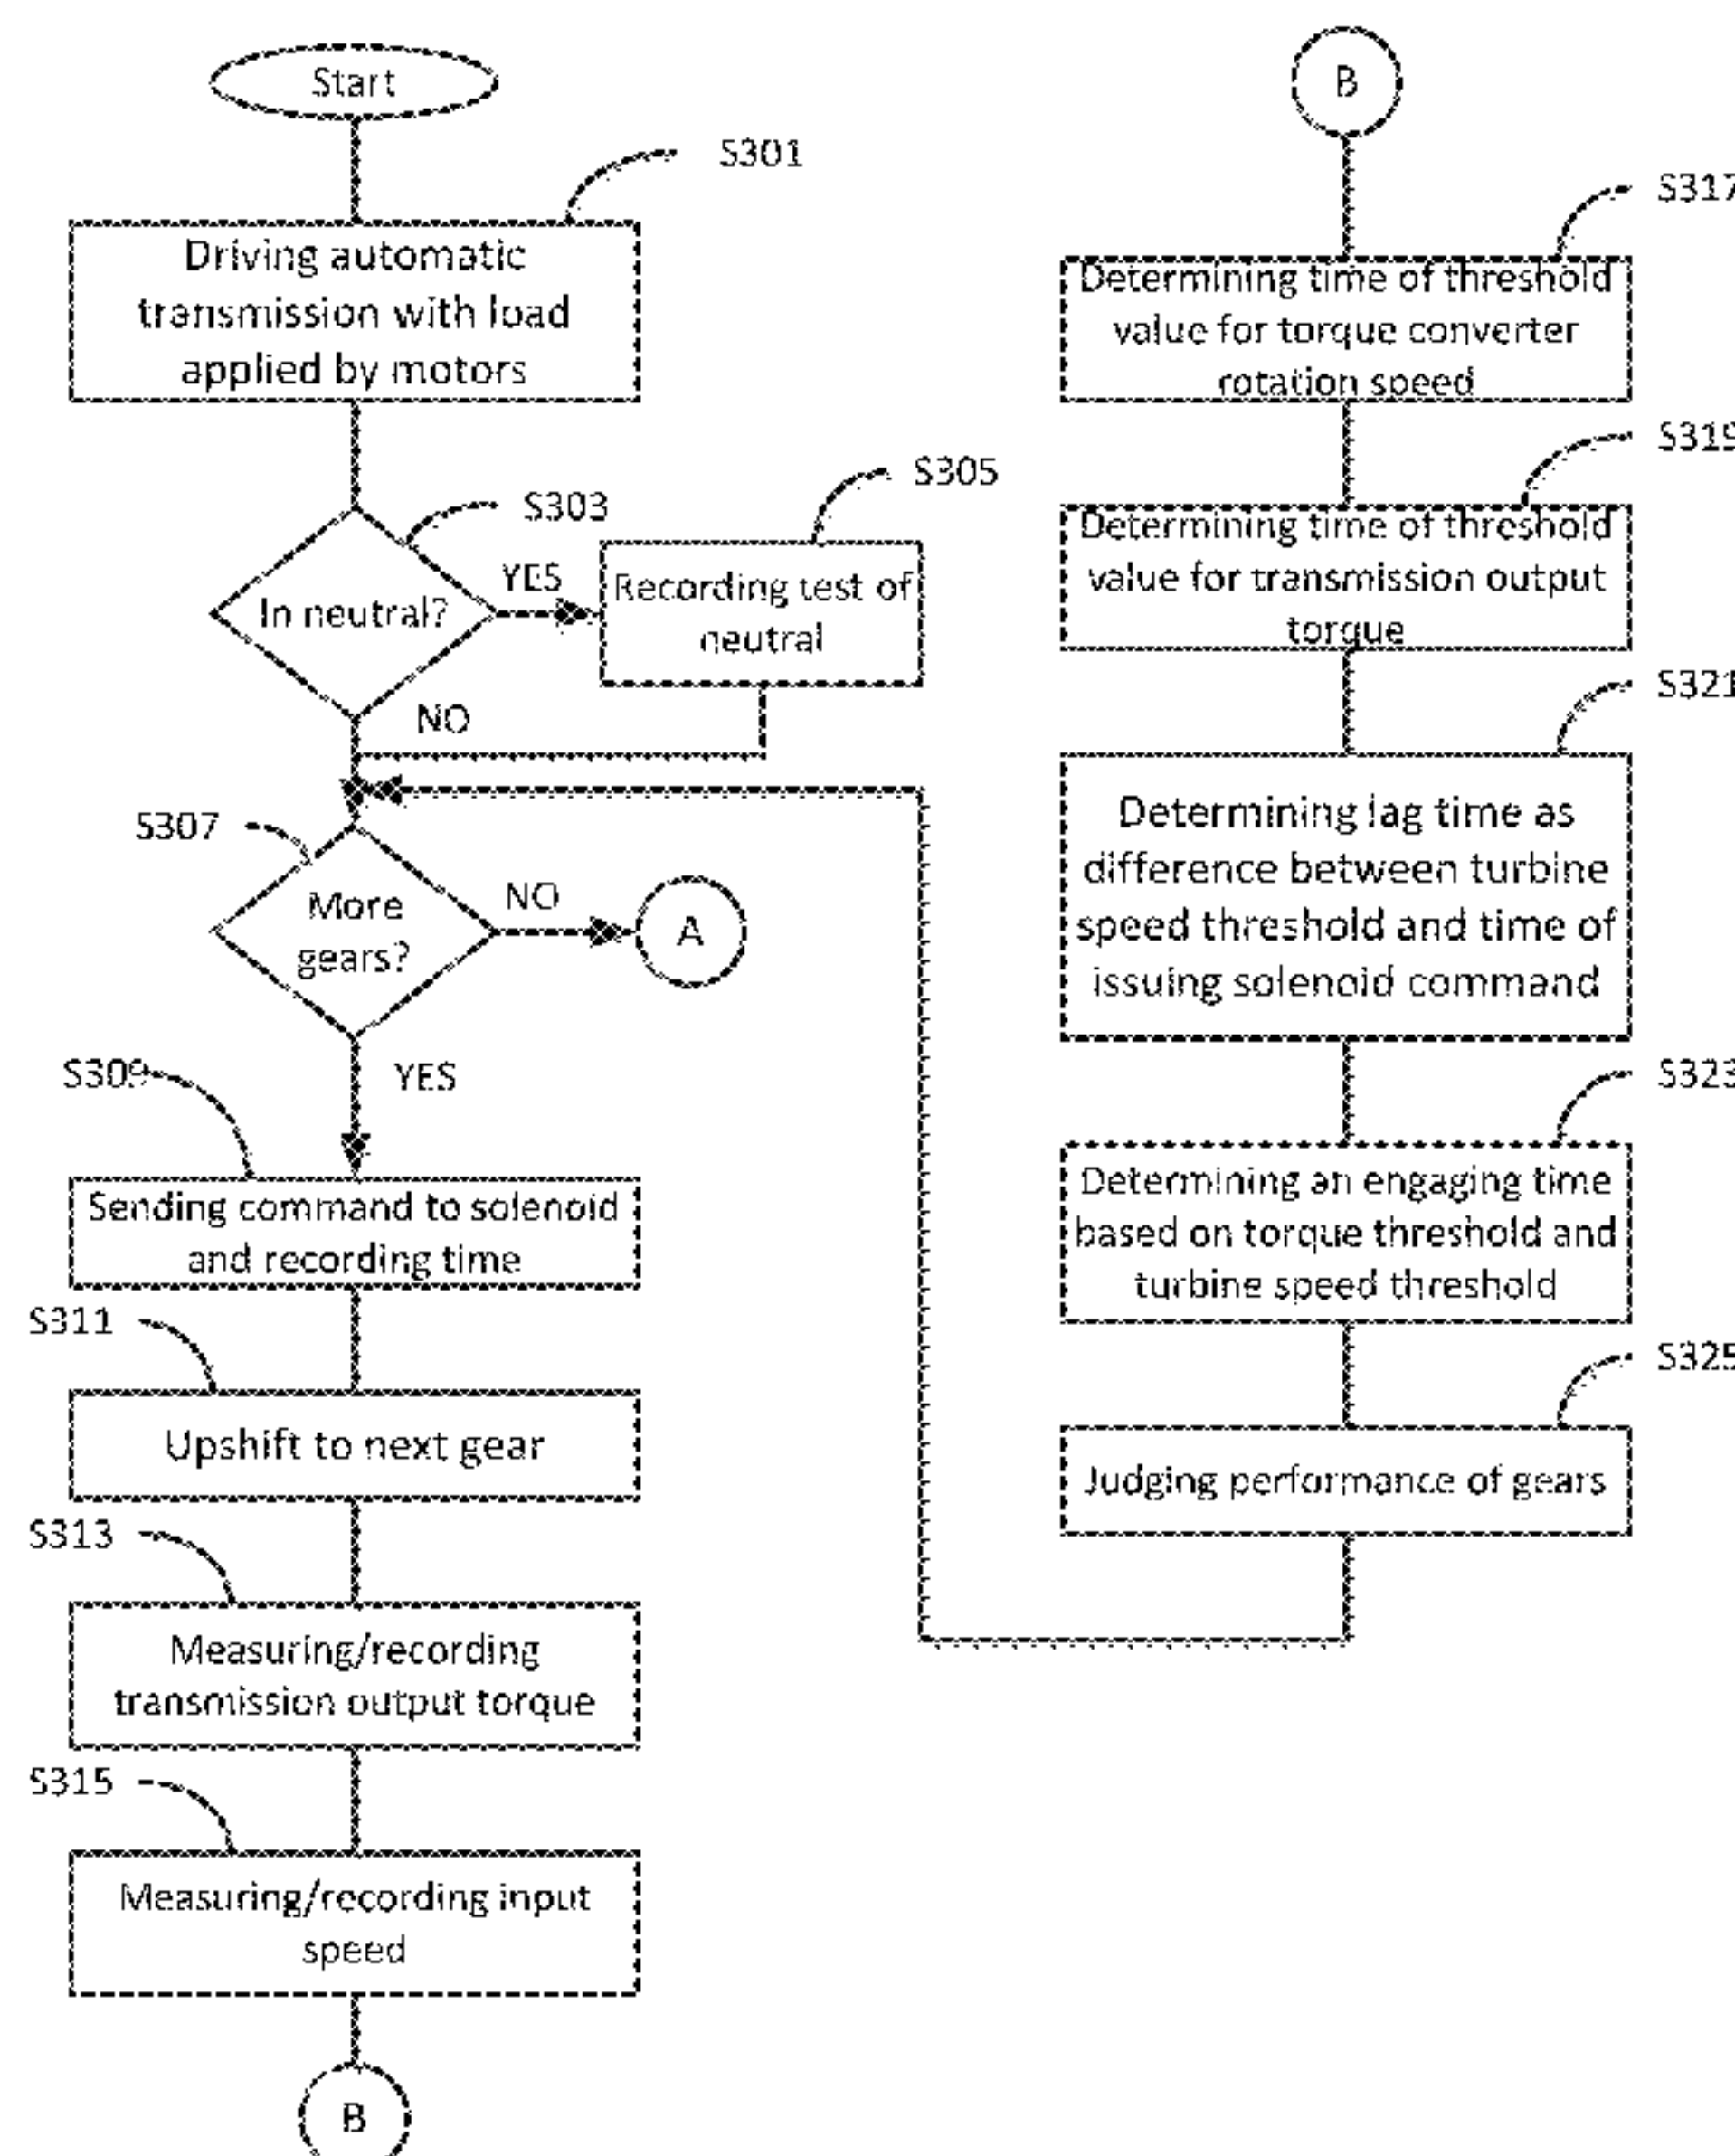 Start
S301
Driving automatic
transmission with load
applied by motors
S303
In neutral?
YES
S305
Recording test of
neutral
NO
S307
More
gears?
NO
A
YES
S309
Sending command to solenoid
and recording time
S311
Upshift to next gear
S313
Measuring/recording
transmission output torque
S315
Measuring/recording input
speed
B
B
S317
Determining time of threshold
value for torque converter
rotation speed
S319
Determining time of threshold
value for transmission output
torque
S321
Determining lag time as
difference between turbine
speed threshold and time of
issuing solenoid command
S323
Determining an engaging time
based on torque threshold and
turbine speed threshold
S325
Judging performance of gears